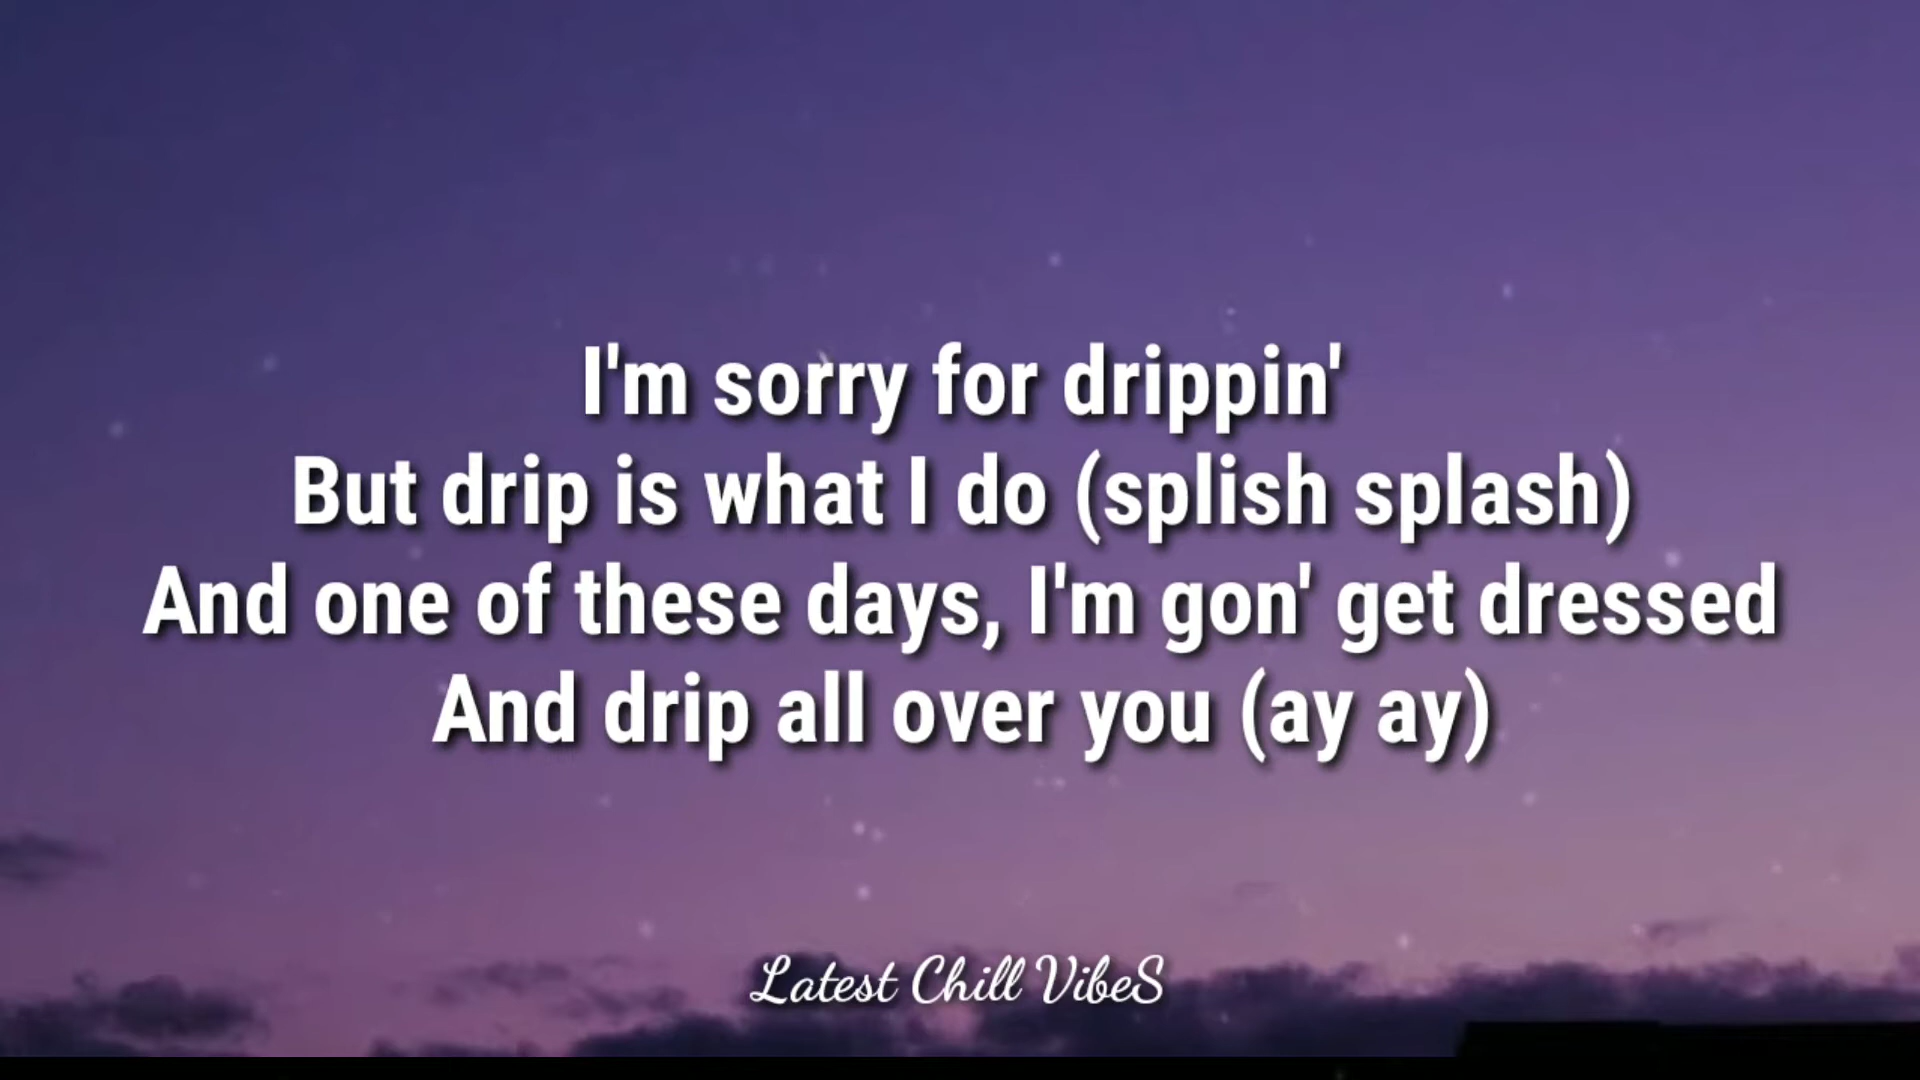 I'm sorry for drippin'
But drip is what I do (splish splash)
And one of these days, I'm gon' get dressed
And drip all over you (ay ay)
Latest Chill VibeS